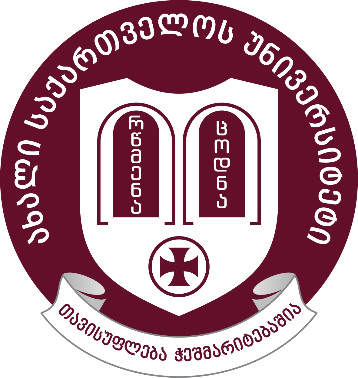 ახალი საქართველოს უნივერსიტეტი
რწმენა
ცოდნა
თავისუფლება ჭეშმარიტებაშია